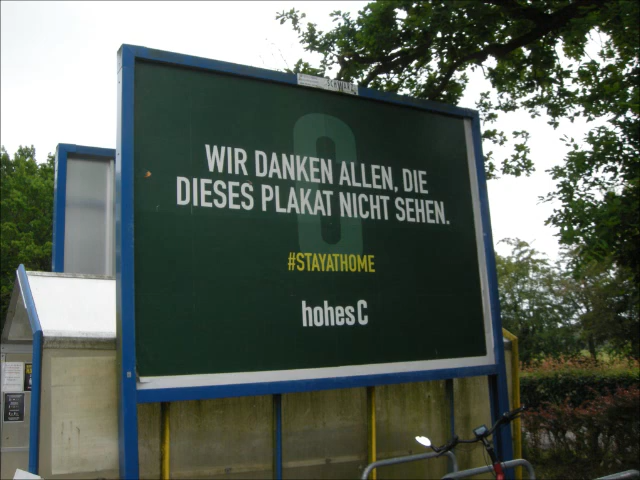 WIR DANKEN ALLEN, DIE
DIESES PLAKAT NICHT SEHEN.
#STAYATHOME
hohes C